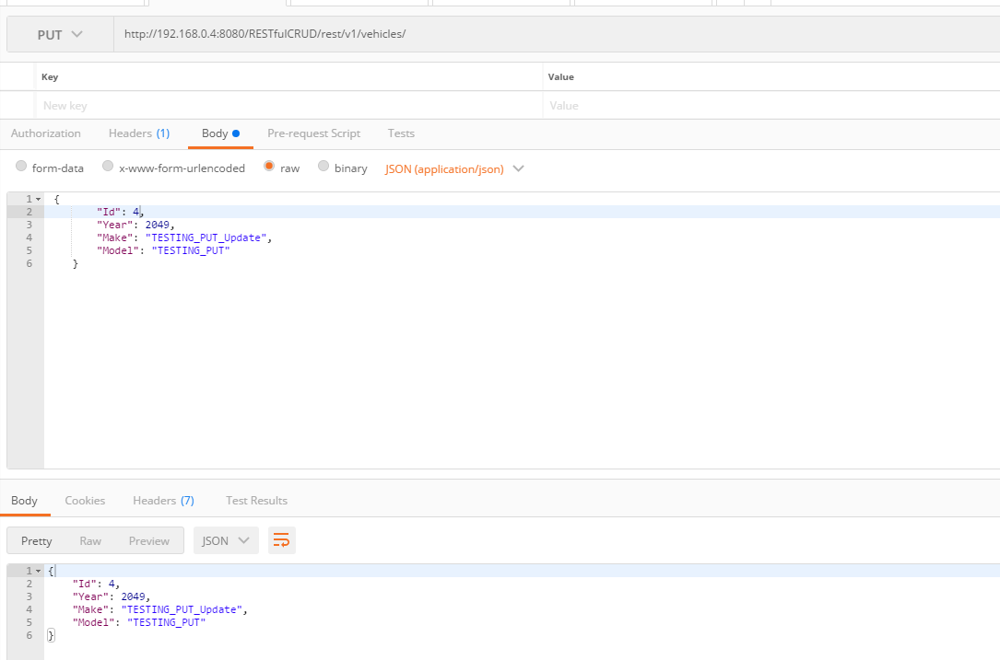 PUT http://192.168.0.4:8080/RESTfulCRUD/rest/v1/vehicles/
Key Value
New key Value
Authorization Headers (1) Body Pre-request Script Tests
form-data x-www-form-urlencoded raw binary JSON (application/json)
1 {
2 "Id": 4,
3 "Year": 2049,
4 "Make": "TESTING_PUT_Update",
5 "Model": "TESTING_PUT"
6 }
Body Cookies Headers (7) Test Results
Pretty Raw Preview JSON
1 {
2 "Id": 4,
3 "Year": 2049,
4 "Make": "TESTING_PUT_Update",
5 "Model": "TESTING_PUT"
6 }